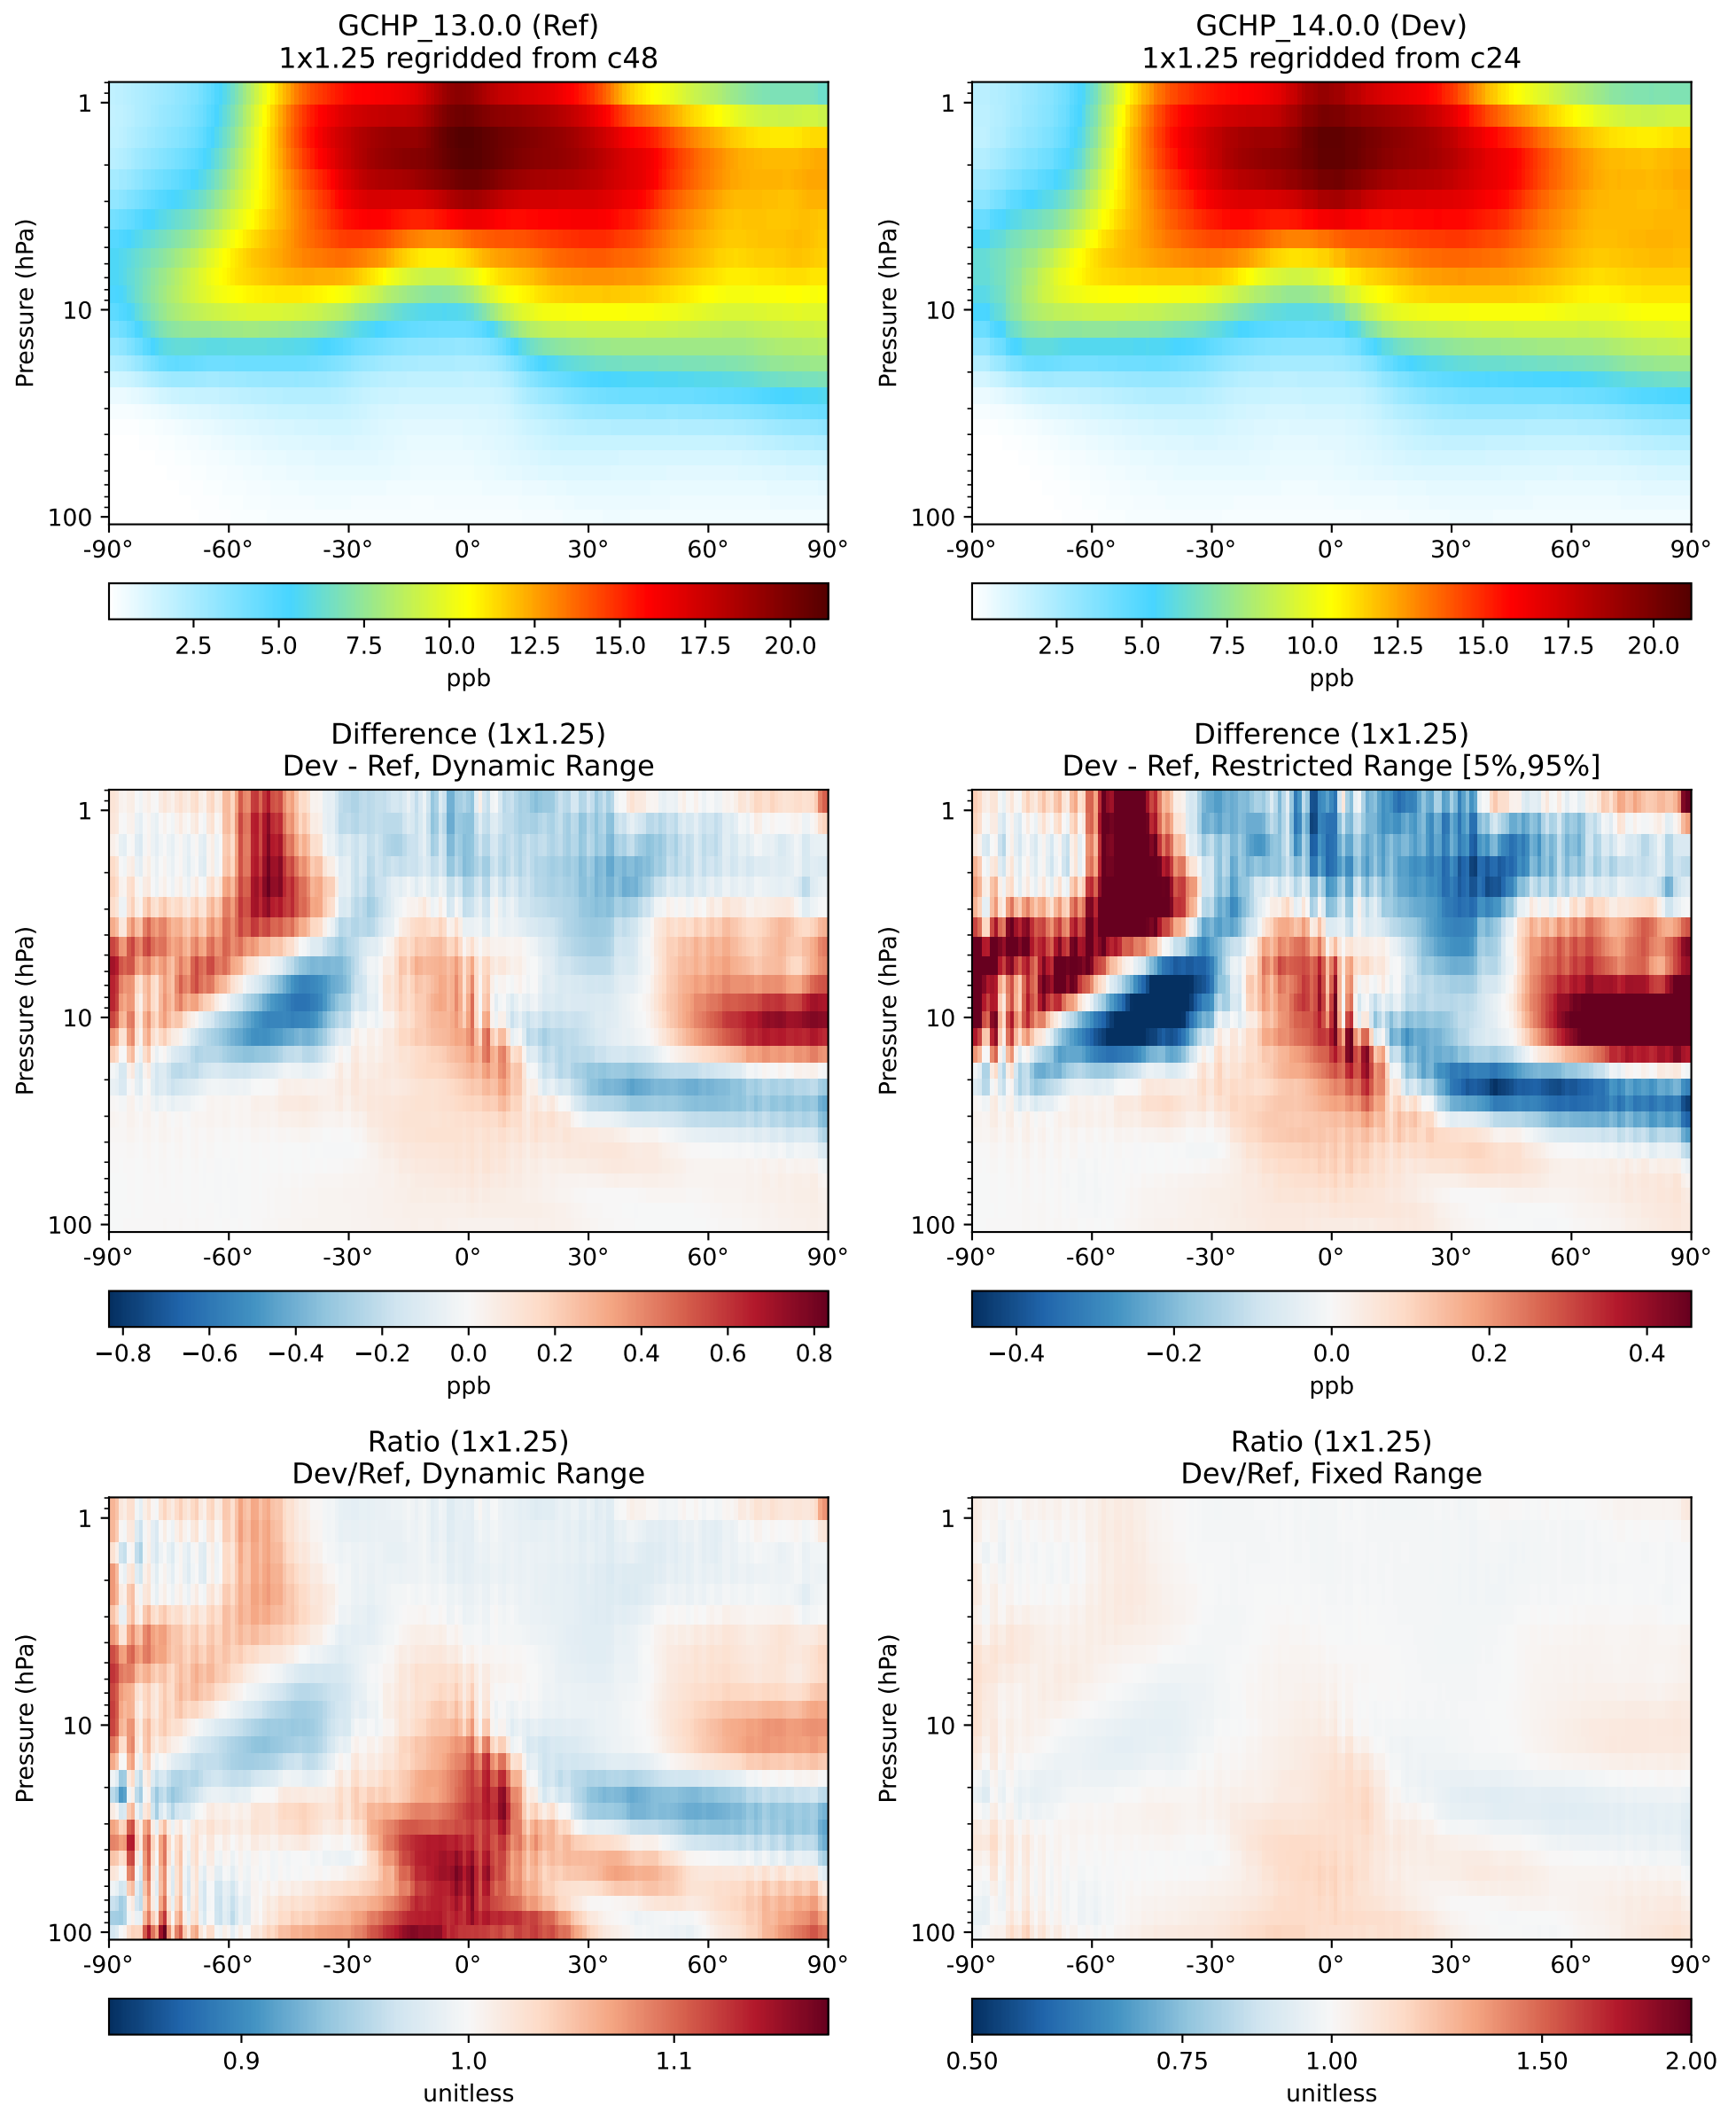 GCHP_13.0.0 (Ref)
1x1.25 regridded from c48
Pressure (hPa)
1
10
100
-90° -60° -30° 0° 30° 60° 90°
2.5 5.0 7.5 10.0 12.5 15.0 17.5 20.0
ppb
GCHP_14.0.0 (Dev)
1x1.25 regridded from c24
Pressure (hPa)
1
10
100
-90° -60° -30° 0° 30° 60° 90°
2.5 5.0 7.5 10.0 12.5 15.0 17.5 20.0
ppb
Difference (1x1.25)
Dev - Ref, Dynamic Range
Pressure (hPa)
1
10
100
-90° -60° -30° 0° 30° 60° 90°
−0.8 −0.6 −0.4 −0.2 0.0 0.2 0.4 0.6 0.8
ppb
Difference (1x1.25)
Dev - Ref, Restricted Range [5%,95%]
Pressure (hPa)
1
10
100
-90° -60° -30° 0° 30° 60° 90°
−0.4 −0.2 0.0 0.2 0.4
ppb
Ratio (1x1.25)
Dev/Ref, Dynamic Range
Pressure (hPa)
1
10
100
-90° -60° -30° 0° 30° 60° 90°
0.9 1.0 1.1
unitless
Ratio (1x1.25)
Dev/Ref, Fixed Range
Pressure (hPa)
1
10
100
-90° -60° -30° 0° 30° 60° 90°
0.50 0.75 1.00 1.50 2.00
unitless